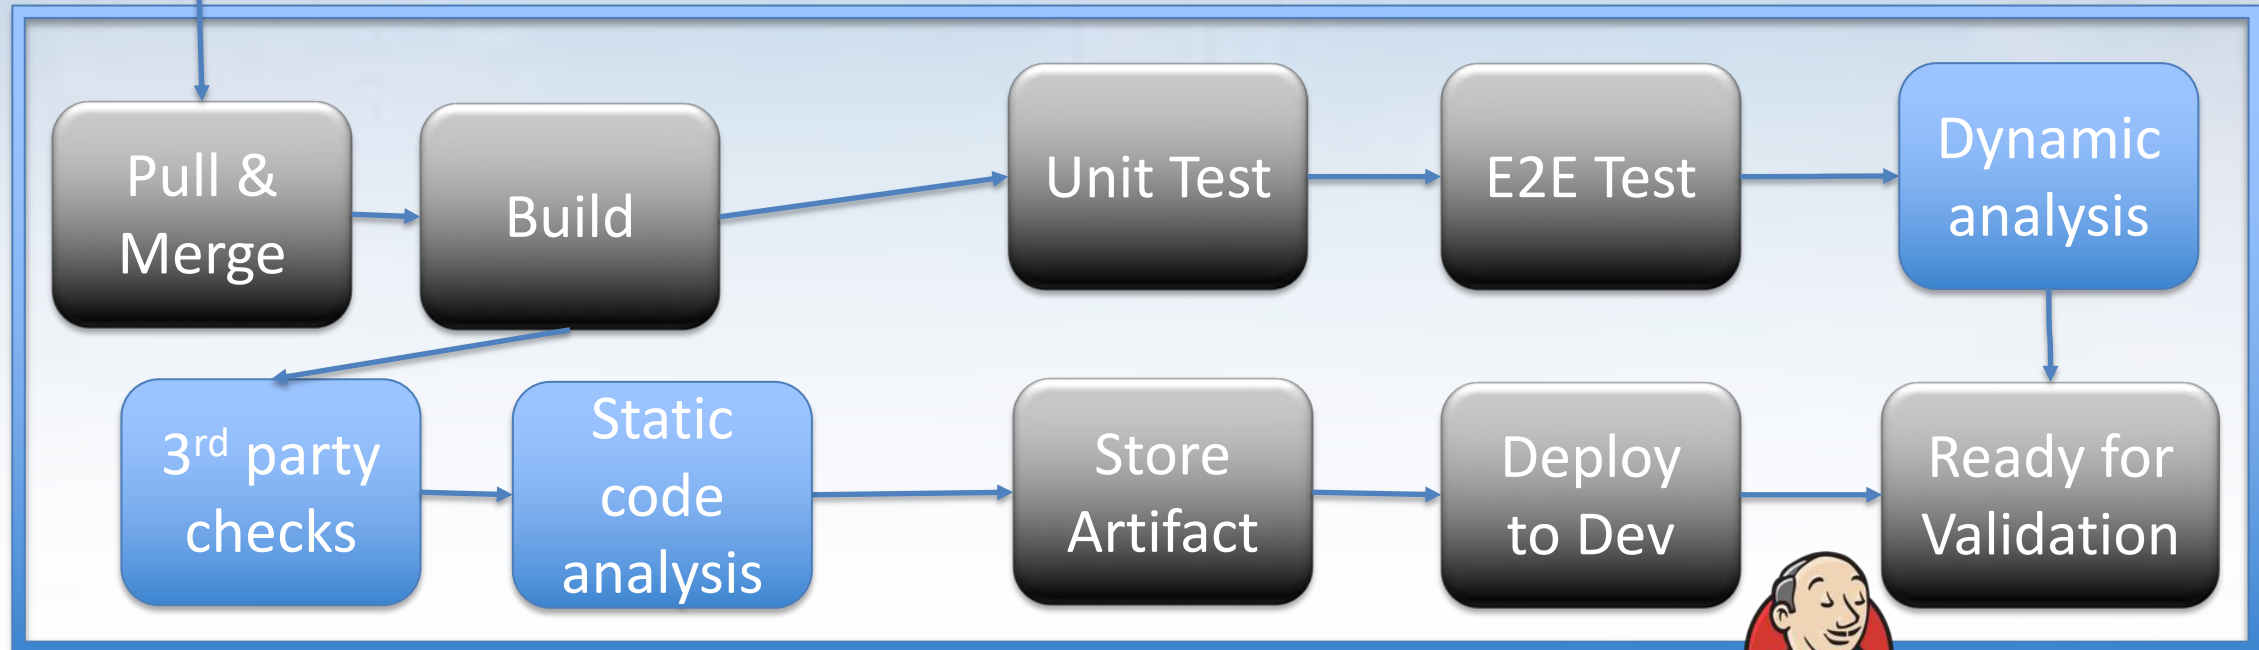 Pull &
Merge
Build
Unit Test
E2E Test
Dynamic
analysis
3rd party
checks
Static
code
analysis
Store
Artifact
Deploy
to Dev
Ready for
Validation